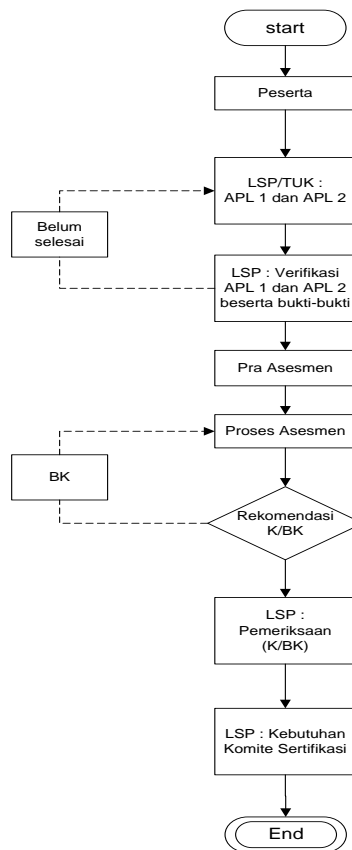 start
Peserta
LSP/TUK :
APL 1 dan APL 2
Belum
selesai
LSP : Verifikasi
APL 1 dan APL 2
beserta bukti-bukti
Pra Asesmen
Proses Asesmen
BK
Rekomendasi
K/BK
LSP :
Pemeriksaan
(K/BK)
LSP : Kebutuhan
Komite Sertifikasi
End